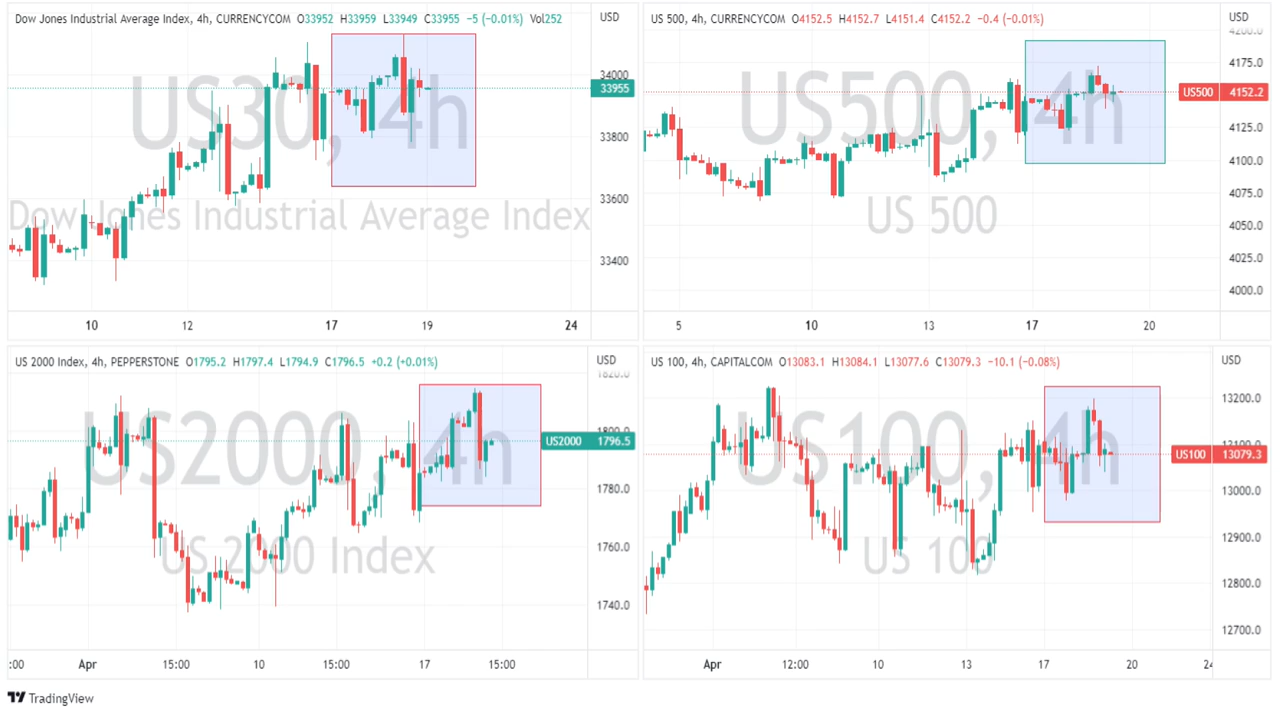 Dow Jones Industrial Average Index, 4h, CURRENCYCOM O33952 H33959 L33949 C33955 −5 (−0.01%) Vol252
USD
US30, 4h
Dow Jones Industrial Average Index
34000
33955
33800
33600
33400
10 12 17 19 24
US 500, 4h, CURRENCYCOM O4152.5 H4152.7 L4151.4 C4152.2 −0.4 (−0.01%)
USD
US500, 4h
US 500
4200.0
4175.0
US500 4152.2
4125.0
4100.0
4075.0
4050.0
4025.0
4000.0
5 10 13 17 20
US 2000 Index, 4h, PEPPERSTONE O1795.2 H1797.4 L1794.9 C1796.5 +0.2 (+0.01%)
USD
US2000, 4h
US 2000 Index
1820.0
1800.0
US2000 1796.5
1780.0
1760.0
1740.0
:00 Apr 15:00 10 15:00 17 15:00
US 100, 4h, CAPITALCOM O13083.1 H13084.1 L13077.6 C13079.3 −10.1 (−0.08%)
USD
US100, 4h
US 100
13200.0
13100.0
US100 13079.3
13000.0
12900.0
12800.0
12700.0
Apr 12:00 10 13 17 20 24
TradingView